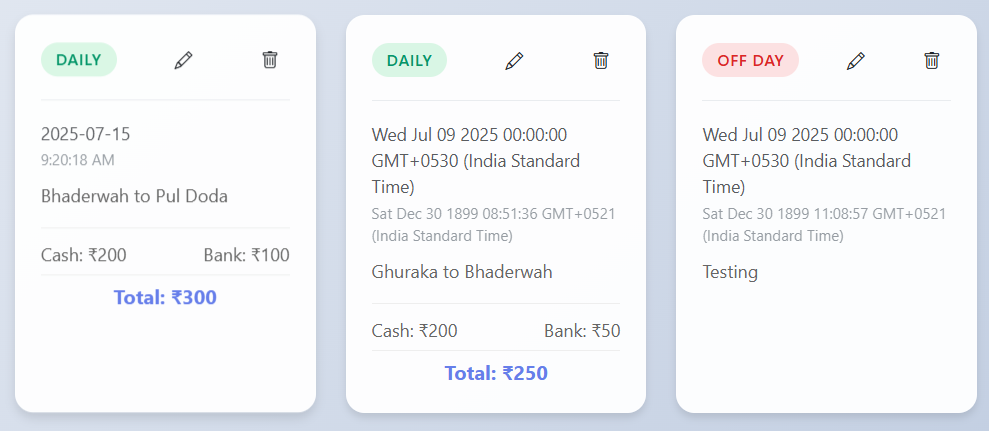 DAILY
2025-07-15
9:20:18 AM
Bhaderwah to Pul Doda
Cash: ₹200 Bank: ₹100
Total: ₹300
DAILY
Wed Jul 09 2025 00:00:00
GMT+0530 (India Standard
Time)
Sat Dec 30 1899 08:51:36 GMT+0521
(India Standard Time)
Ghuraka to Bhaderwah
Cash: ₹200 Bank: ₹50
Total: ₹250
OFF DAY
Wed Jul 09 2025 00:00:00
GMT+0530 (India Standard
Time)
Sat Dec 30 1899 11:08:57 GMT+0521
(India Standard Time)
Testing